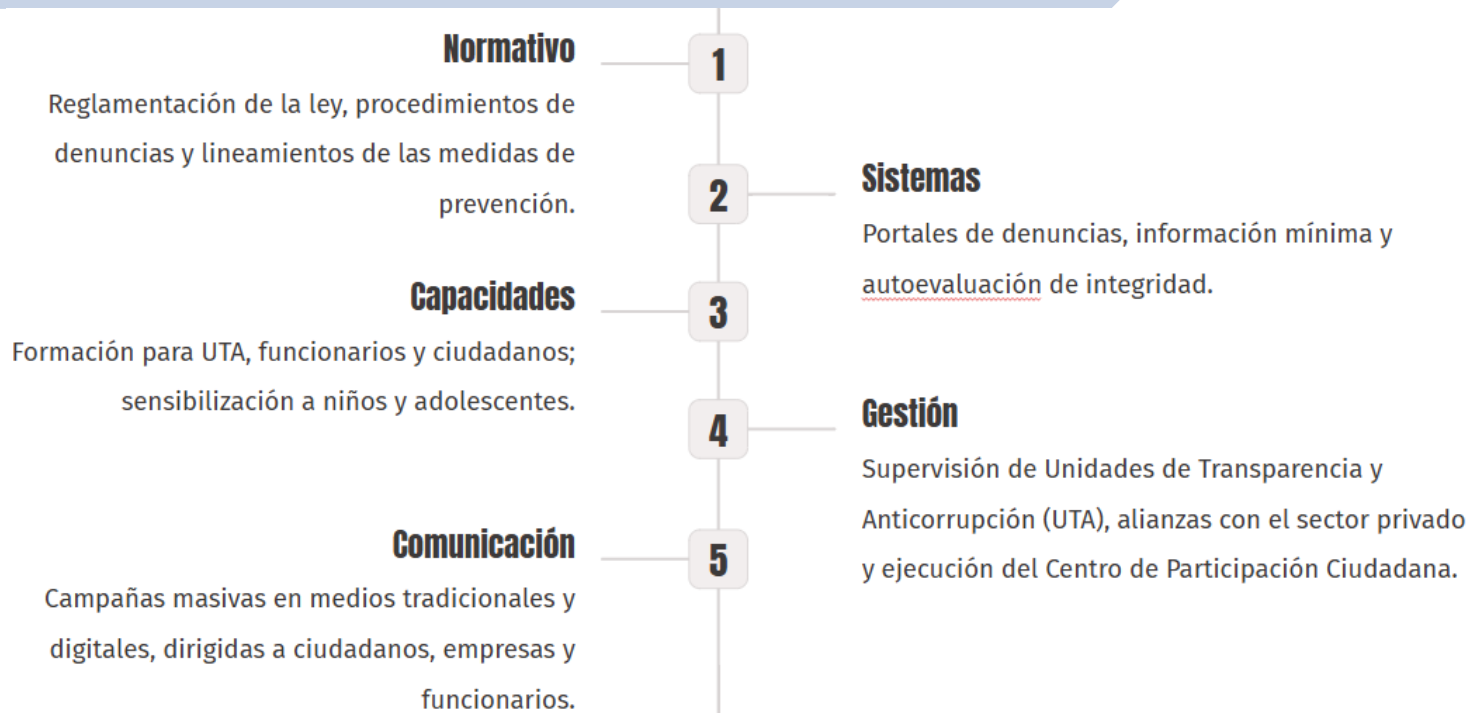 Normativo
1
Reglamentación de la ley, procedimientos de
denuncias y lineamientos de las medidas de
prevención.
2
Sistemas
Portales de denuncias, información mínima y
autoevaluación de integridad.
Capacidades
3
Formación para UTA, funcionarios y ciudadanos;
sensibilización a niños y adolescentes.
4
Gestión
Supervisión de Unidades de Transparencia y
Anticorrupción (UTA), alianzas con el sector privado
y ejecución del Centro de Participación Ciudadana.
Comunicación
5
Campañas masivas en medios tradicionales y
digitales, dirigidas a ciudadanos, empresas y
funcionarios.